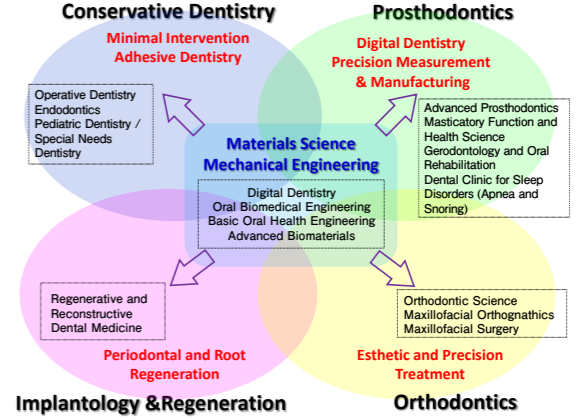 Conservative Dentistry
Minimal Intervention
Adhesive Dentistry
Operative Dentistry
Endodontics
Pediatric Dentistry /
Special Needs
Dentistry
Prosthodontics
Digital Dentistry
Precision Measurement
& Manufacturing
Advanced Prosthodontics
Masticatory Function and
Health Science
Gerodontology and Oral
Rehabilitation
Dental Clinic for Sleep
Disorders (Apnea and
Snoring)
Materials Science
Mechanical Engineering
Digital Dentistry
Oral Biomedical Engineering
Basic Oral Health Engineering
Advanced Biomaterials
Regenerative and
Reconstructive
Dental Medicine
Periodontal and Root
Regeneration
Implantology &Regeneration
Orthodontic Science
Maxillofacial Orthognathics
Maxillofacial Surgery
Esthetic and Precision
Treatment
Orthodontics